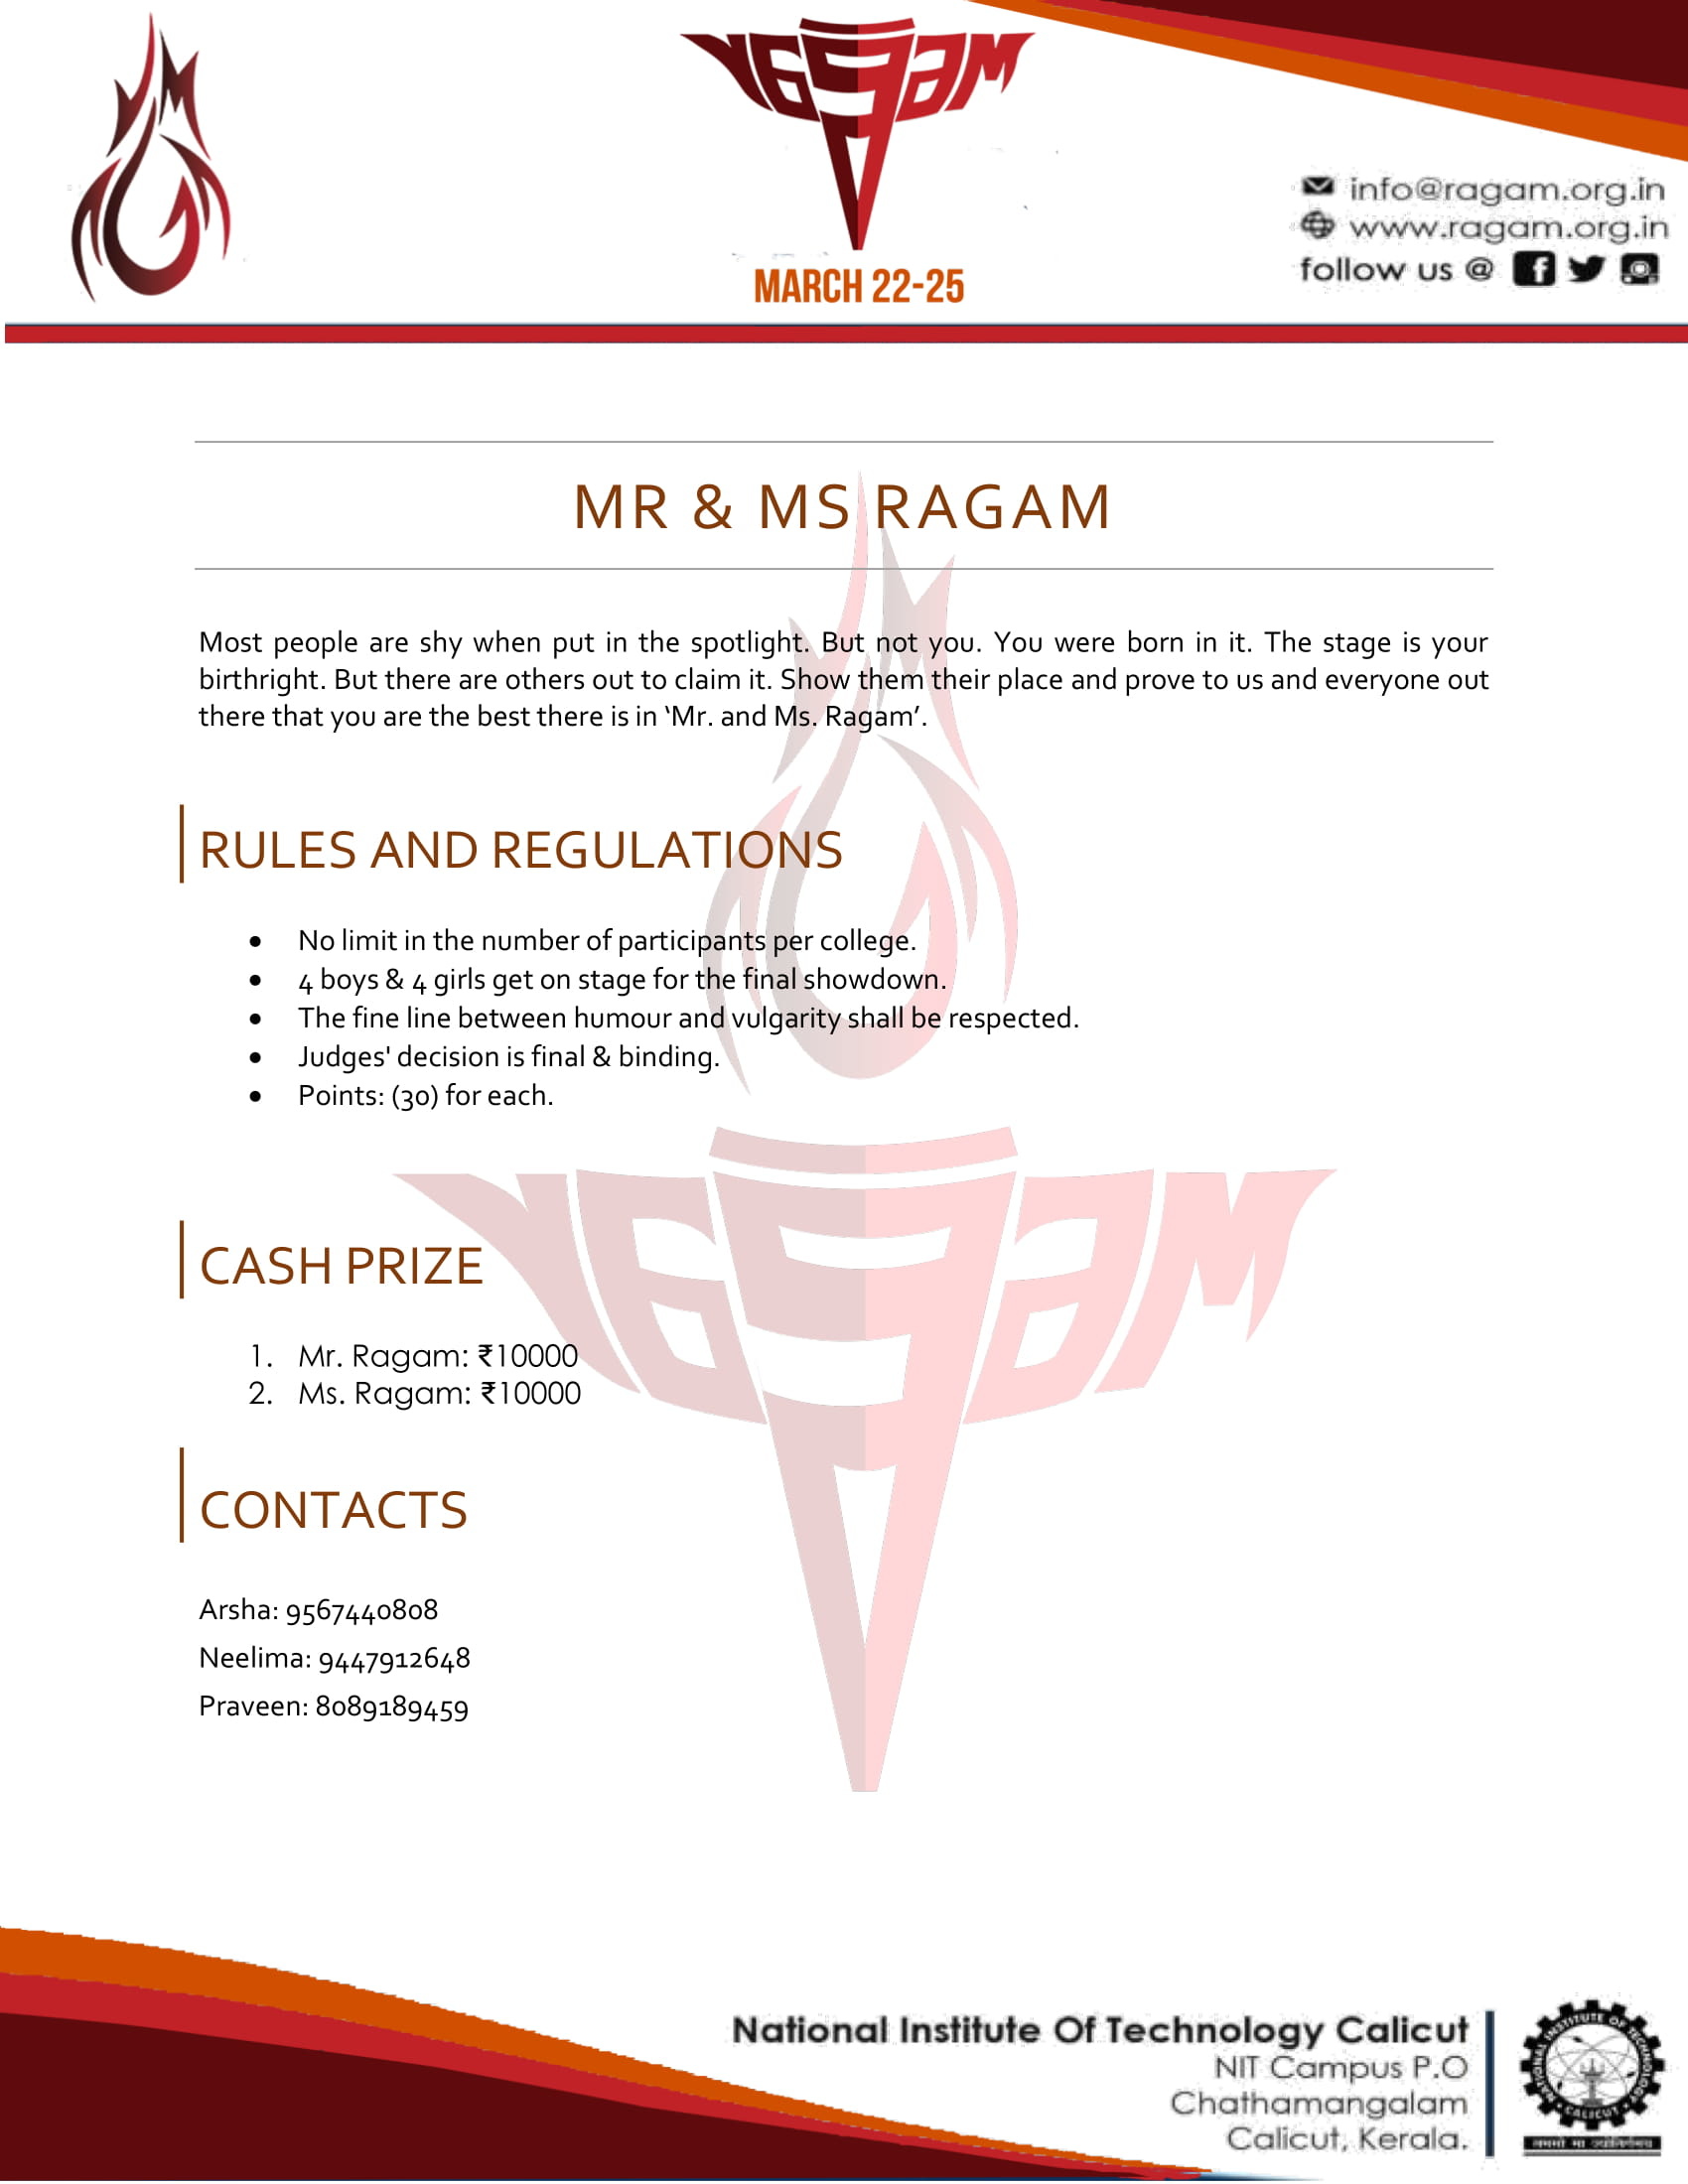 ragam
MARCH 22-25
info@ragam.org.in
www.ragam.org.in
follow us @
MR & MS RAGAM
Most people are shy when put in the spotlight. But not you. You were born in it. The stage is your
birthright. But there are others out to claim it. Show them their place and prove to us and everyone out
there that you are the best there is in ‘Mr. and Ms. Ragam’.
RULES AND REGULATIONS
• No limit in the number of participants per college.
• 4 boys & 4 girls get on stage for the final showdown.
• The fine line between humour and vulgarity shall be respected.
• Judges' decision is final & binding.
• Points: (30) for each.
ragam
CASH PRIZE
1. Mr. Ragam: ₹10000
2. Ms. Ragam: ₹10000
CONTACTS
Arsha: 9567440808
Neelima: 9447912648
Praveen: 8089189459
National Institute Of Technology Calicut
NIT Campus P.O
Chathamangalam
Calicut, Kerala.
NATIONAL INSTITUTE OF TECHNOLOGY
CALICUT